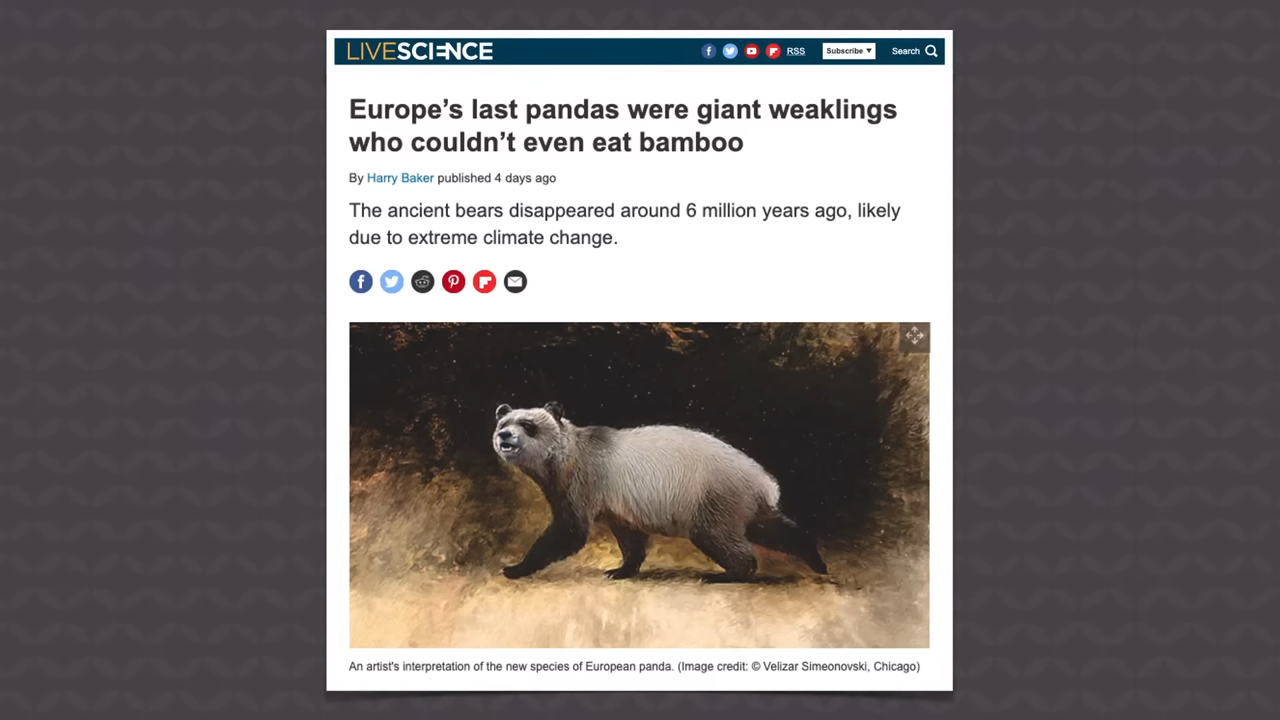 LIVESCIENCE RSS Subscribe Search
Europe's last pandas were giant weaklings
who couldn't even eat bamboo
By Harry Baker published 4 days ago
The ancient bears disappeared around 6 million years ago, likely
due to extreme climate change.
An artist's interpretation of the new species of European panda. (Image credit: © Velizar Simeonovski, Chicago)